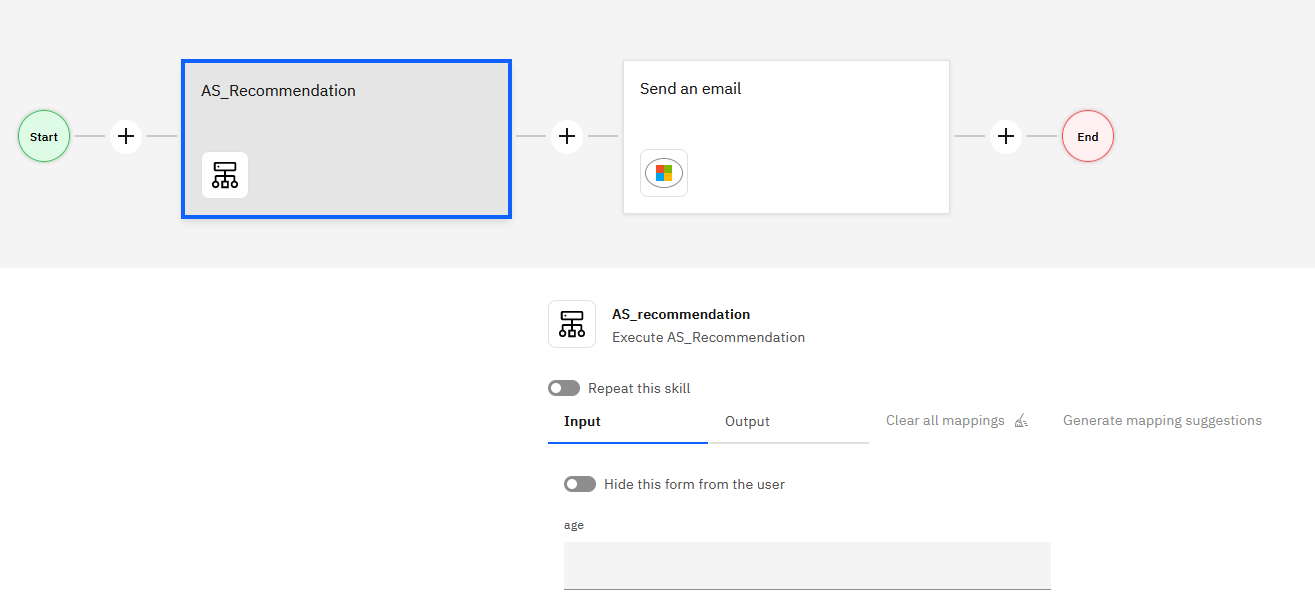 AS_Recommendation
Send an email
Start
End
AS_recommendation
Execute AS_Recommendation
Repeat this skill
Input
Output
Clear all mappings
Generate mapping suggestions
Hide this form from the user
age